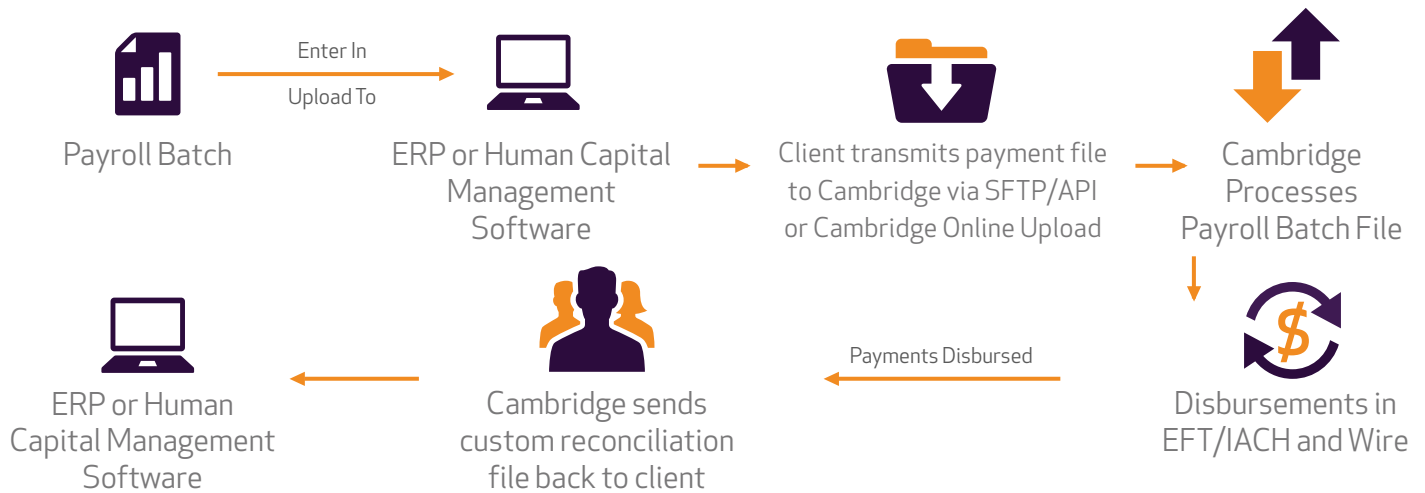 Enter In
Upload To
Payroll Batch
ERP or Human Capital
Management
Software
Client transmits payment file
to Cambridge via SFTP/API
or Cambridge Online Upload
Cambridge
Processes
Payroll Batch File
$
Disbursements in
EFT/IACH and Wire
Payments Disbursed
Cambridge sends
custom reconciliation
file back to client
ERP or Human
Capital Management
Software